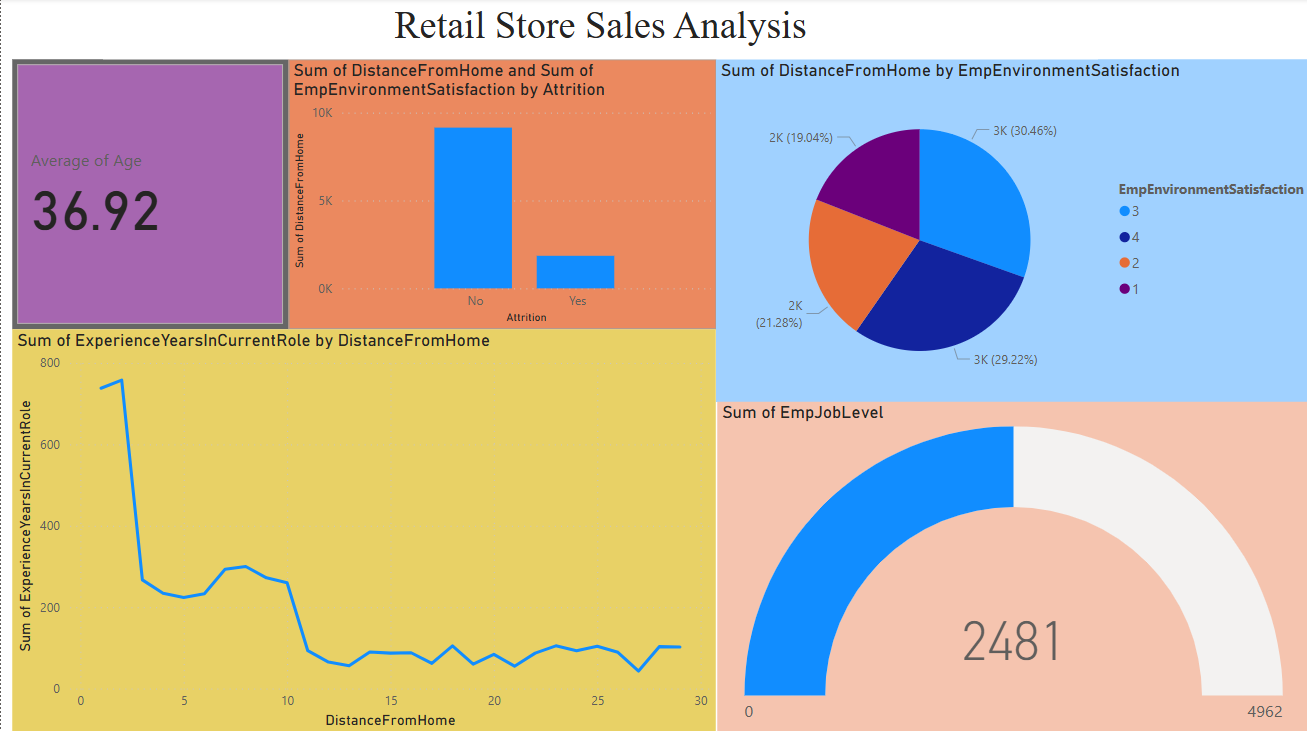 Retail Store Sales Analysis
Average of Age
36.92
Sum of DistanceFromHome and Sum of
EmpEnvironmentSatisfaction by Attrition
Sum of DistanceFromHome
10K
5K
0K
No
Yes
Attrition
Sum of DistanceFromHome by EmpEnvironmentSatisfaction
2K (19.04%)
3K (30.46%)
2K
(21.28%)
3K (29.22%)
EmpEnvironmentSatisfaction
3
4
2
1
Sum of ExperienceYearsInCurrentRole by DistanceFromHome
Sum of ExperienceYearsInCurrentRole
800
600
400
200
0
0
5
10
15
20
25
30
DistanceFromHome
Sum of EmpJobLevel
2481
0
4962